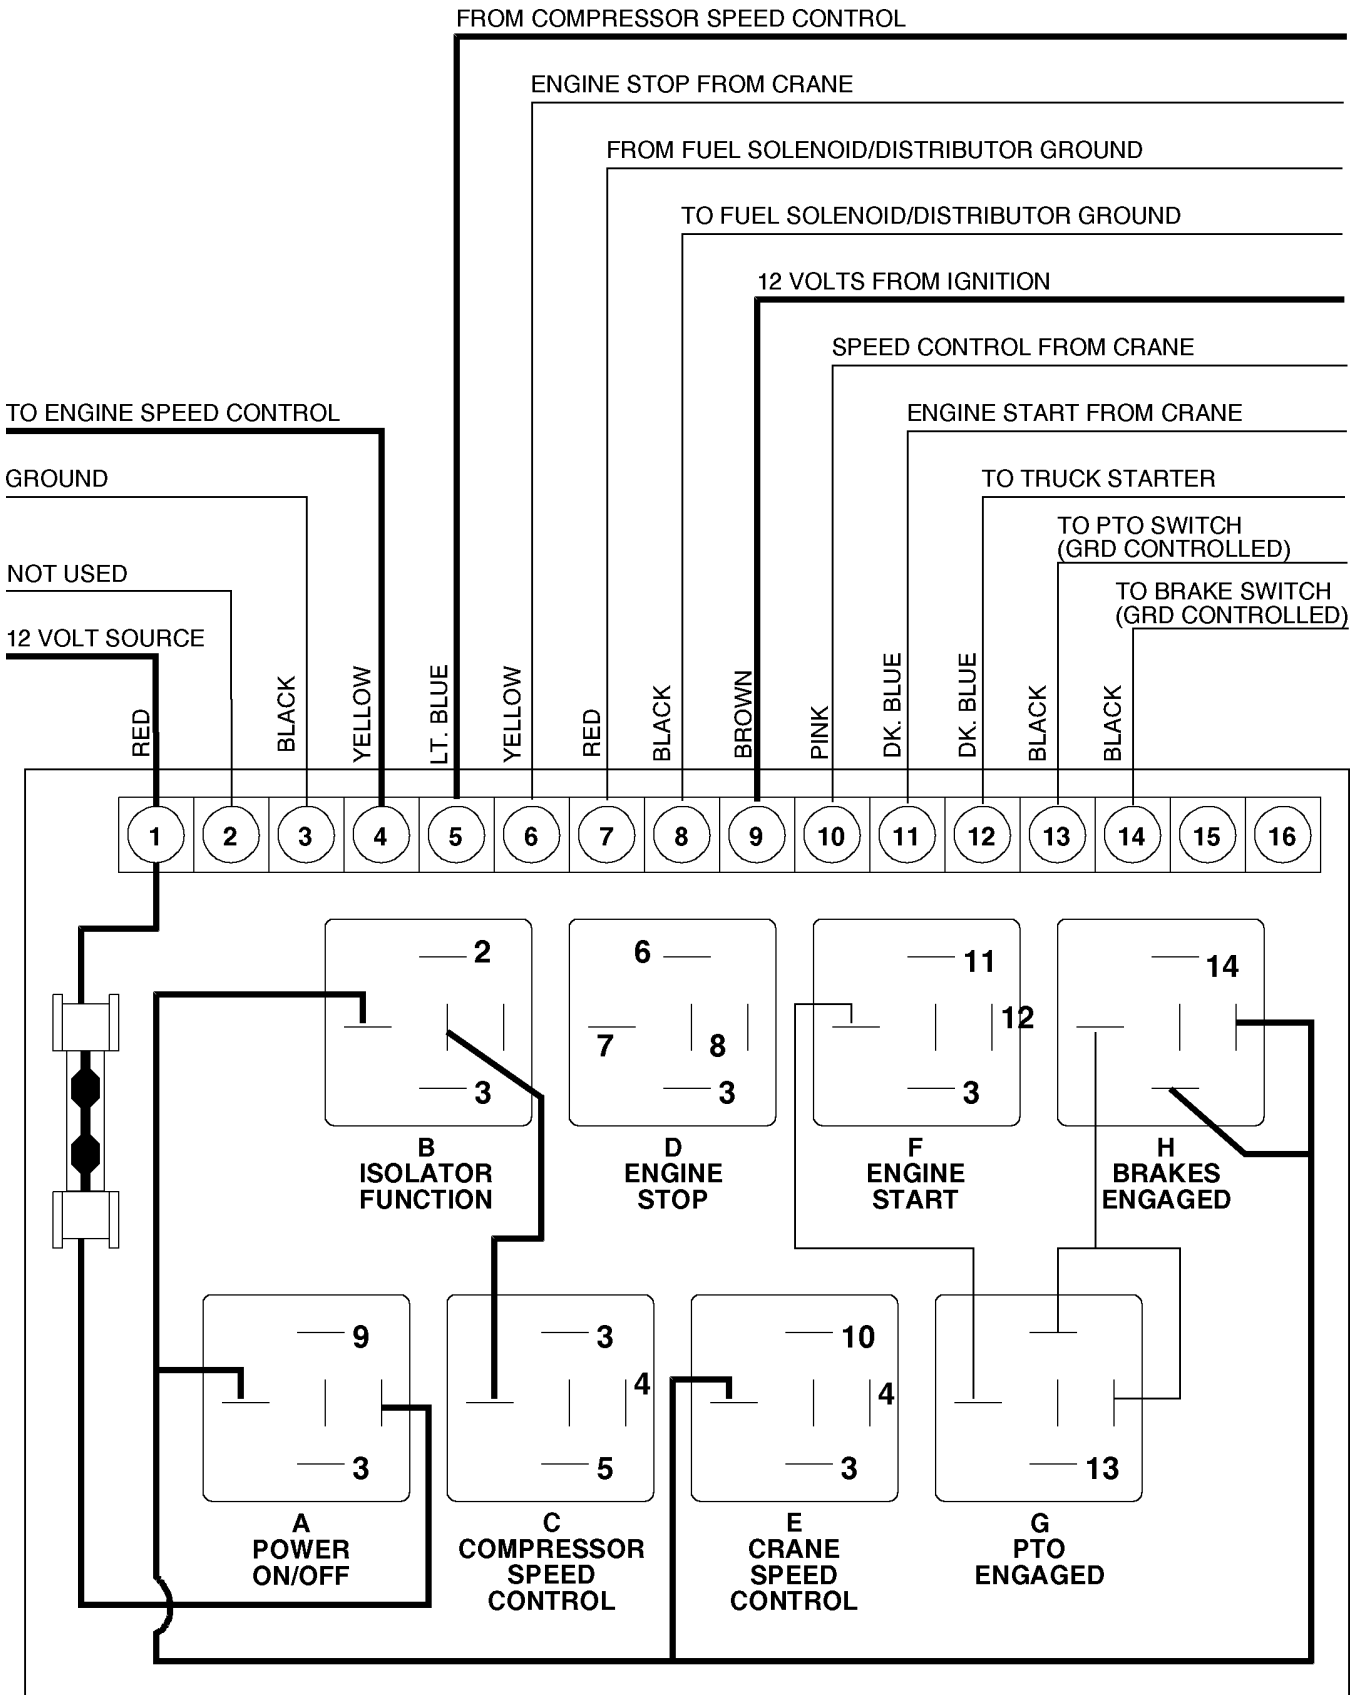 FROM COMPRESSOR SPEED CONTROL
ENGINE STOP FROM CRANE
FROM FUEL SOLENOID/DISTRIBUTOR GROUND
TO FUEL SOLENOID/DISTRIBUTOR GROUND
12 VOLTS FROM IGNITION
SPEED CONTROL FROM CRANE
TO ENGINE SPEED CONTROL
ENGINE START FROM CRANE
GROUND
TO TRUCK STARTER
TO PTO SWITCH
(GRD CONTROLLED)
NOT USED
TO BRAKE SWITCH
(GRD CONTROLLED)
12 VOLT SOURCE
RED
BLACK
YELLOW
LT. BLUE
YELLOW
RED
BLACK
BROWN
PINK
DK. BLUE
DK. BLUE
BLACK
BLACK
1 2 3 4 5 6 7 8 9 10 11 12 13 14 15 16
2
3
B
ISOLATOR
FUNCTION
6
7
8
3
D
ENGINE
STOP
11
12
3
F
ENGINE
START
14
H
BRAKES
ENGAGED
9
3
A
POWER
ON/OFF
3
4
5
C
COMPRESSOR
SPEED
CONTROL
10
4
3
E
CRANE
SPEED
CONTROL
13
G
PTO
ENGAGED